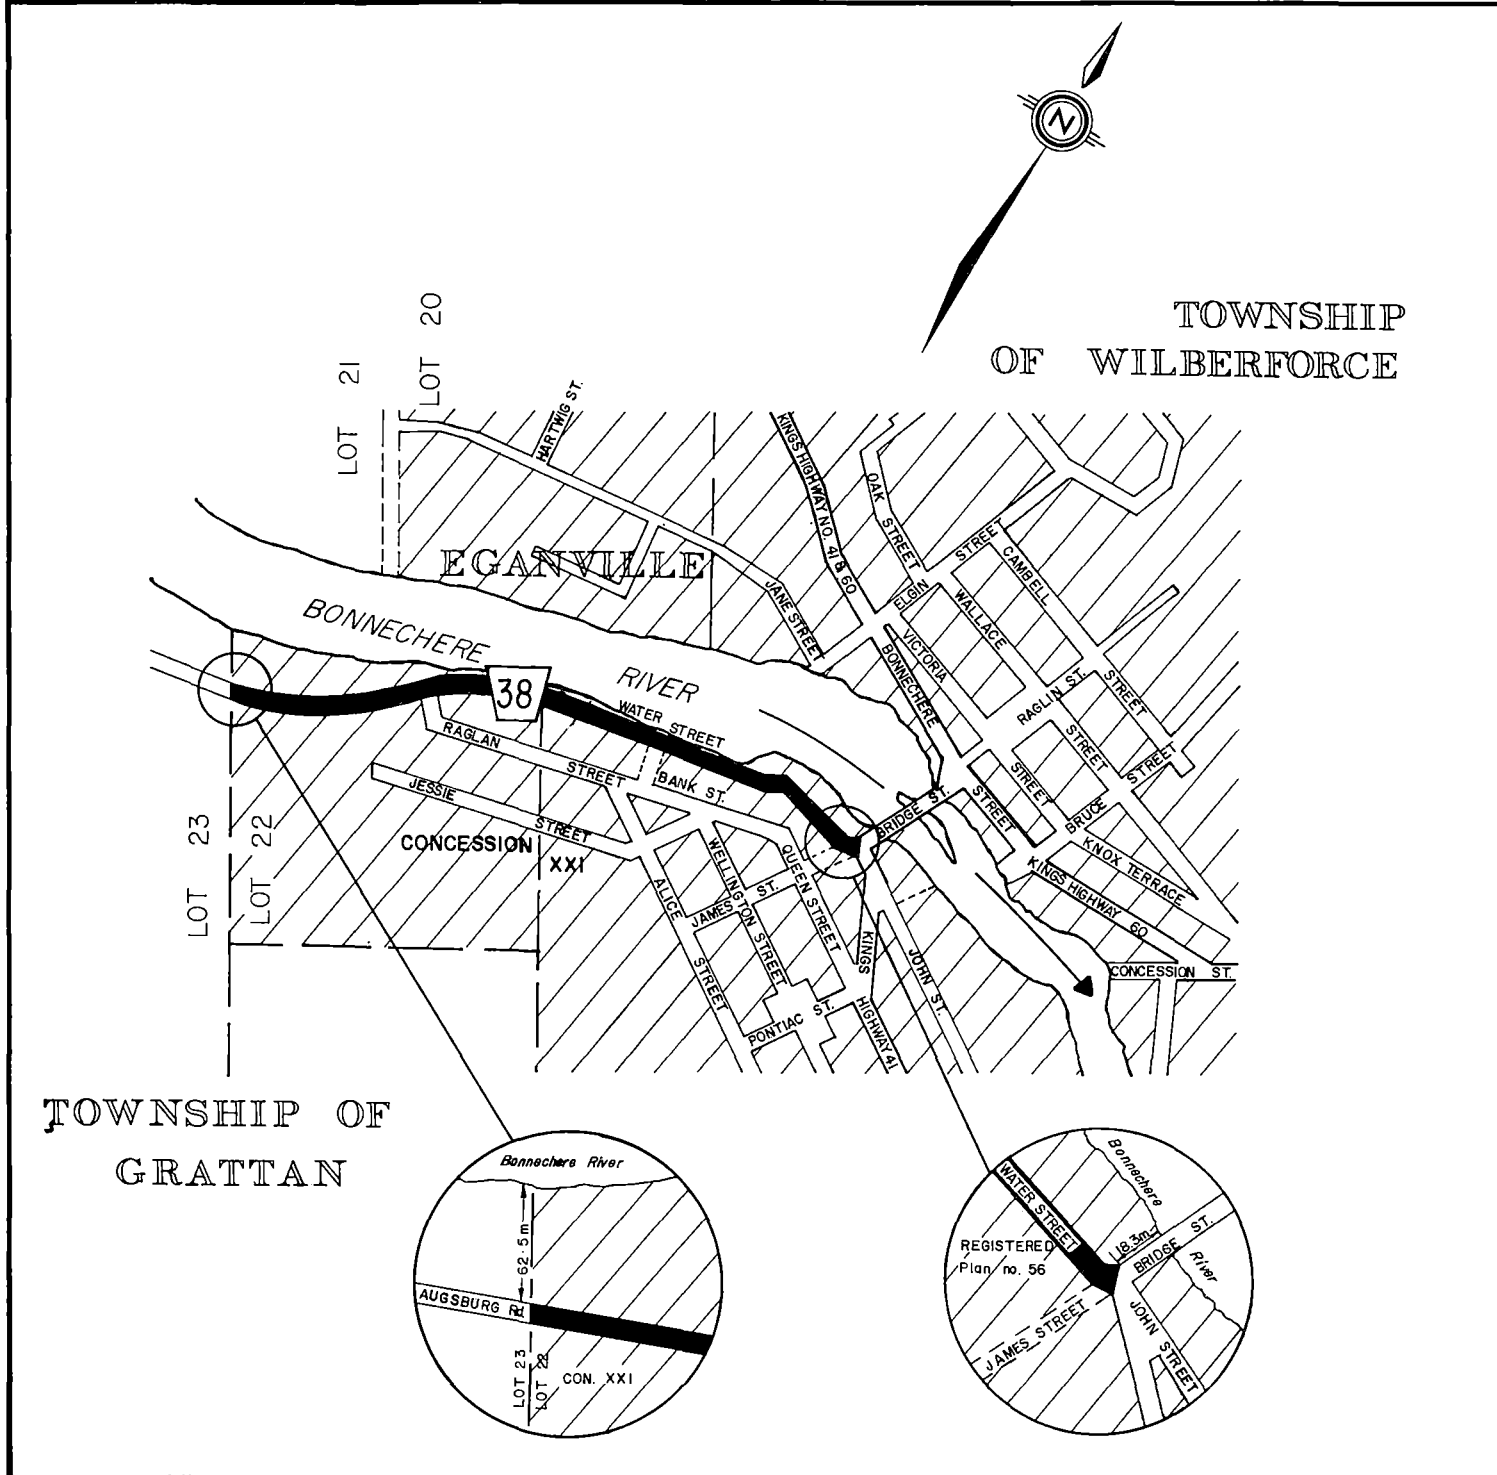 N
TOWNSHIP
OF WILBERFORCE
LOT 21
LOT 20
HARTWIG ST.
KINGS HIGHWAY NO. 41 & 60
OAK STREET
EGANVILLE
ELGIN STREET
CAMBELL STREET
WALLACE STREET
JANE STREET
VICTORIA STREET
BONNECHERE STREET
BONNECHERE RIVER
38
RAGLIN ST.
WATER STREET
RAGLAN STREET
BANK ST.
JESSIE STREET
BRIDGE ST.
BRUCE STREET
KNOX TERRACE
KINGS HIGHWAY 60
CONCESSION ST.
CONCESSION
XXI
LOT 23
LOT 22
ALICE STREET
WELLINGTON STREET
JAMES ST.
QUEEN STREET
KINGS HIGHWAY 41
JOHN ST.
PONTIAC ST.
TOWNSHIP OF
GRATTAN
Bonnechere River
62.5m
AUGSBURG Rd.
LOT 23
LOT 22
CON. XXI
Bonnechere River
WATER STREET
REGISTERED
Plan no. 56
18.3m
BRIDGE ST.
JAMES STREET
JOHN STREET